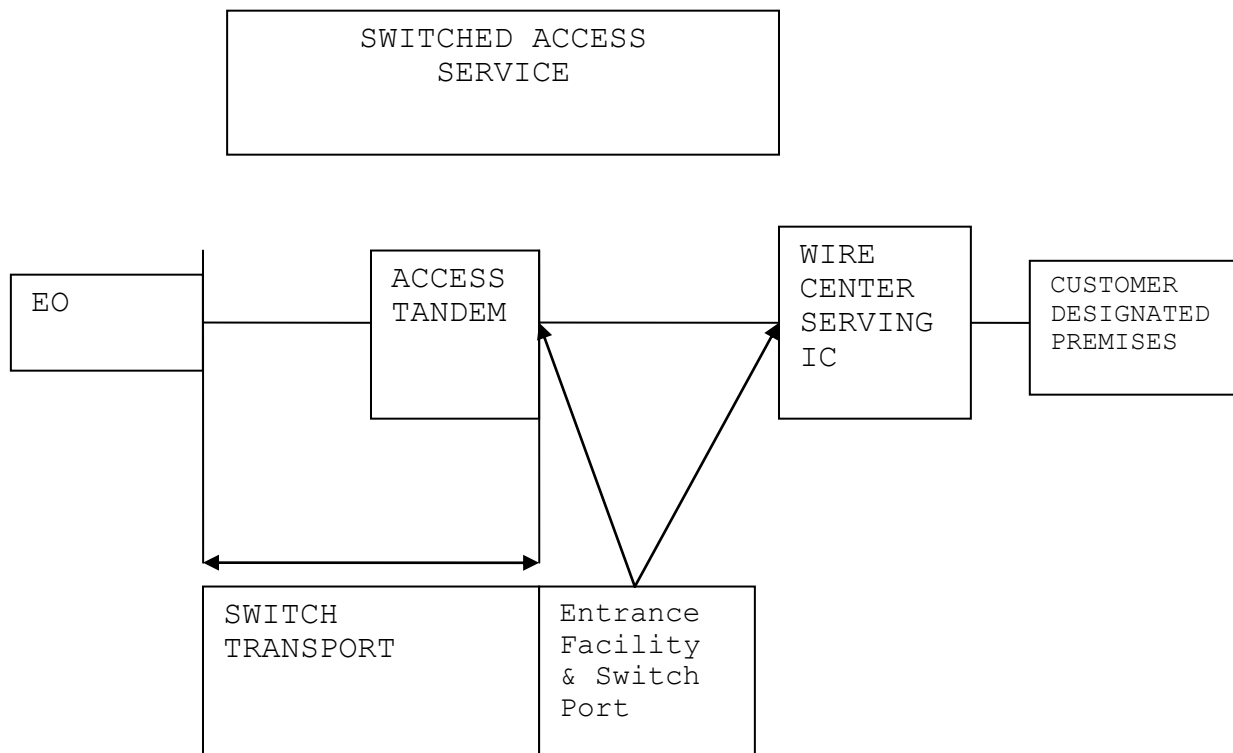 SWITCHED ACCESS
SERVICE
EO
ACCESS
TANDEM
WIRE
CENTER
SERVING
IC
CUSTOMER
DESIGNATED
PREMISES
SWITCH
TRANSPORT
Entrance
Facility
& Switch
Port